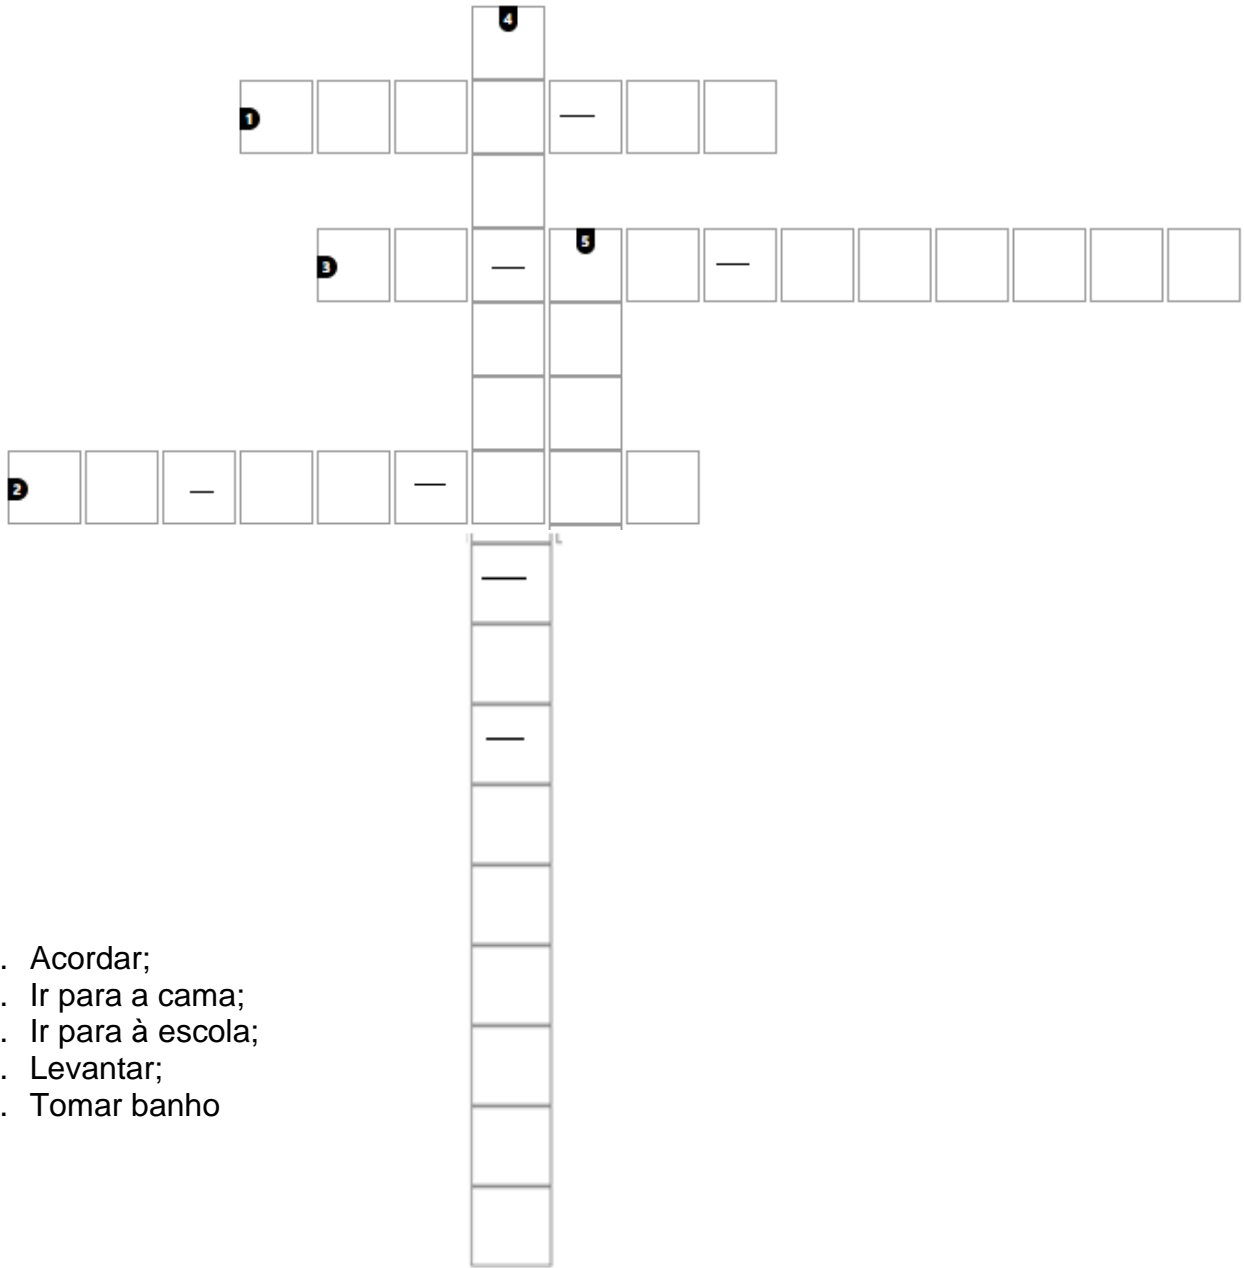 4
1
5
3
2
. Acordar;
. Ir para a cama;
. Ir para à escola;
. Levantar;
. Tomar banho